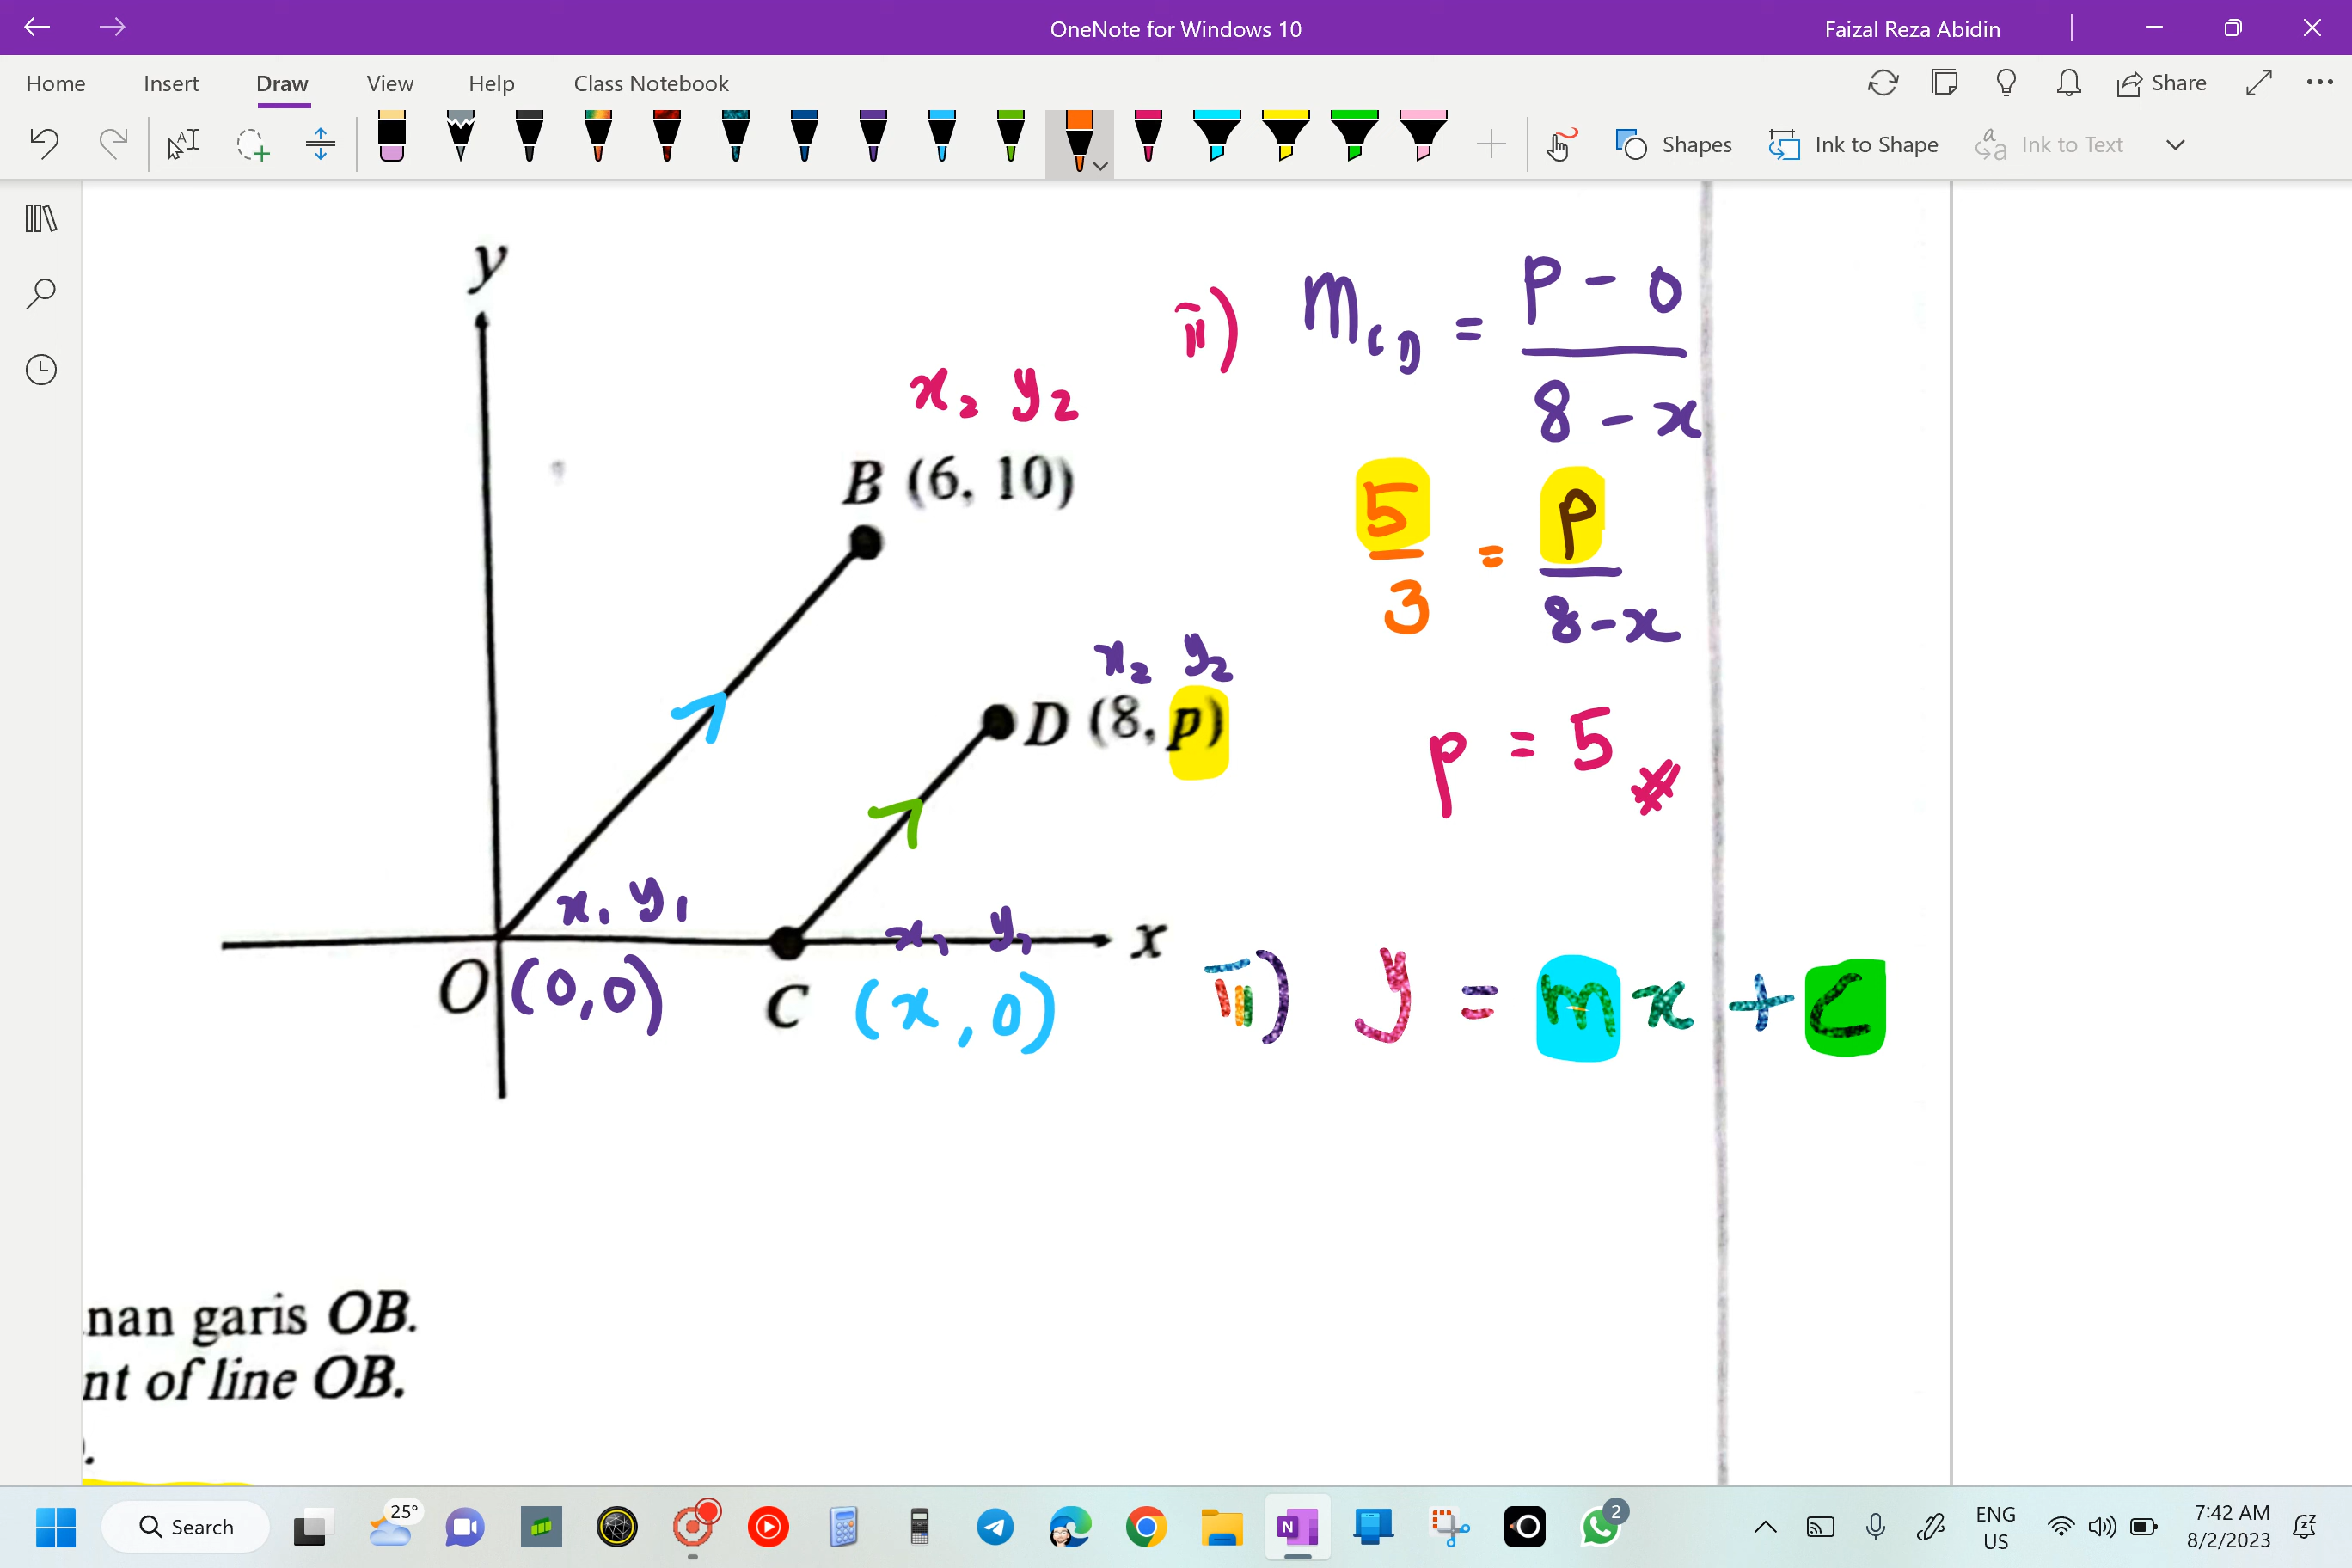 OneNote for Windows 10
Faizal Reza Abidin
Home Insert Draw View Help Class Notebook
Share
Shapes Ink to Shape Ink to Text
y
x₂ y₂
B (6, 10)
x₂ y₂
D (8, p)
x₁ y₁
x₁ y₁
x
O (0,0)
C (x, 0)
ii) m_CD = p - 0 / 8 - x
5/3 = p / 8 - x
p = 5 #
iii) y = mx + c
nan garis OB.
nt of line OB.
).
25°
Search
2
ENG
US
7:42 AM
8/2/2023